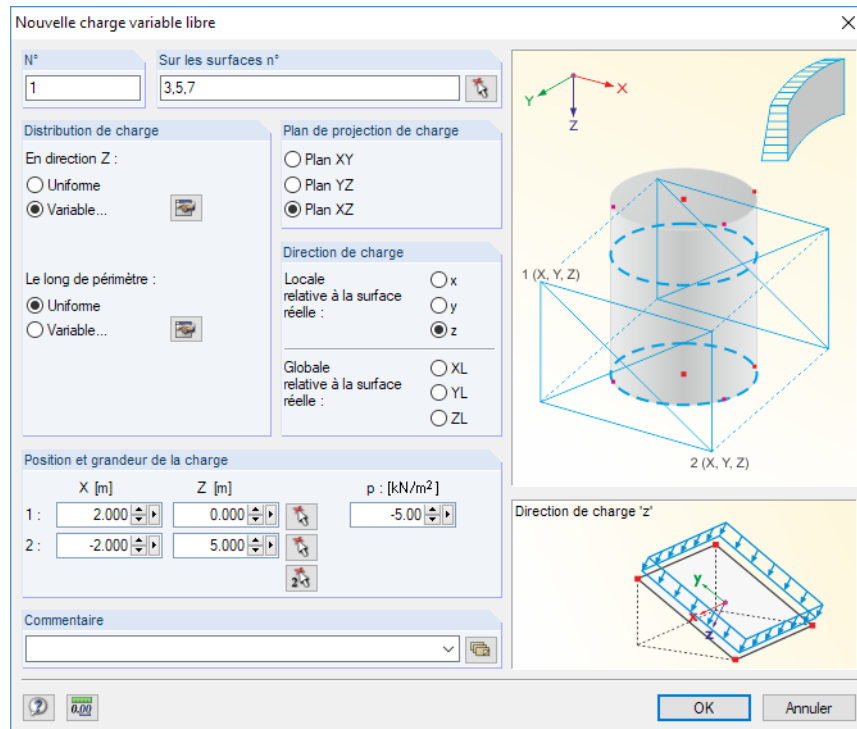 Nouvelle charge variable libre
N°
Sur les surfaces n°
1
3,5,7
Distribution de charge
En direction Z :
Uniforme
Variable...
Le long de périmètre :
Uniforme
Variable...
Plan de projection de charge
Plan XY
Plan YZ
Plan XZ
Direction de charge
Locale
relative à la surface
réelle :
x
y
z
Globale
relative à la surface
réelle :
XL
YL
ZL
Y
X
Z
1 (X, Y, Z)
2 (X, Y, Z)
Position et grandeur de la charge
X [m]
Z [m]
p : [kN/m²]
1 :
2.000
0.000
-5.00
2 :
-2.000
5.000
2
Direction de charge 'z'
y
x
z
Commentaire
0.00
OK
Annuler